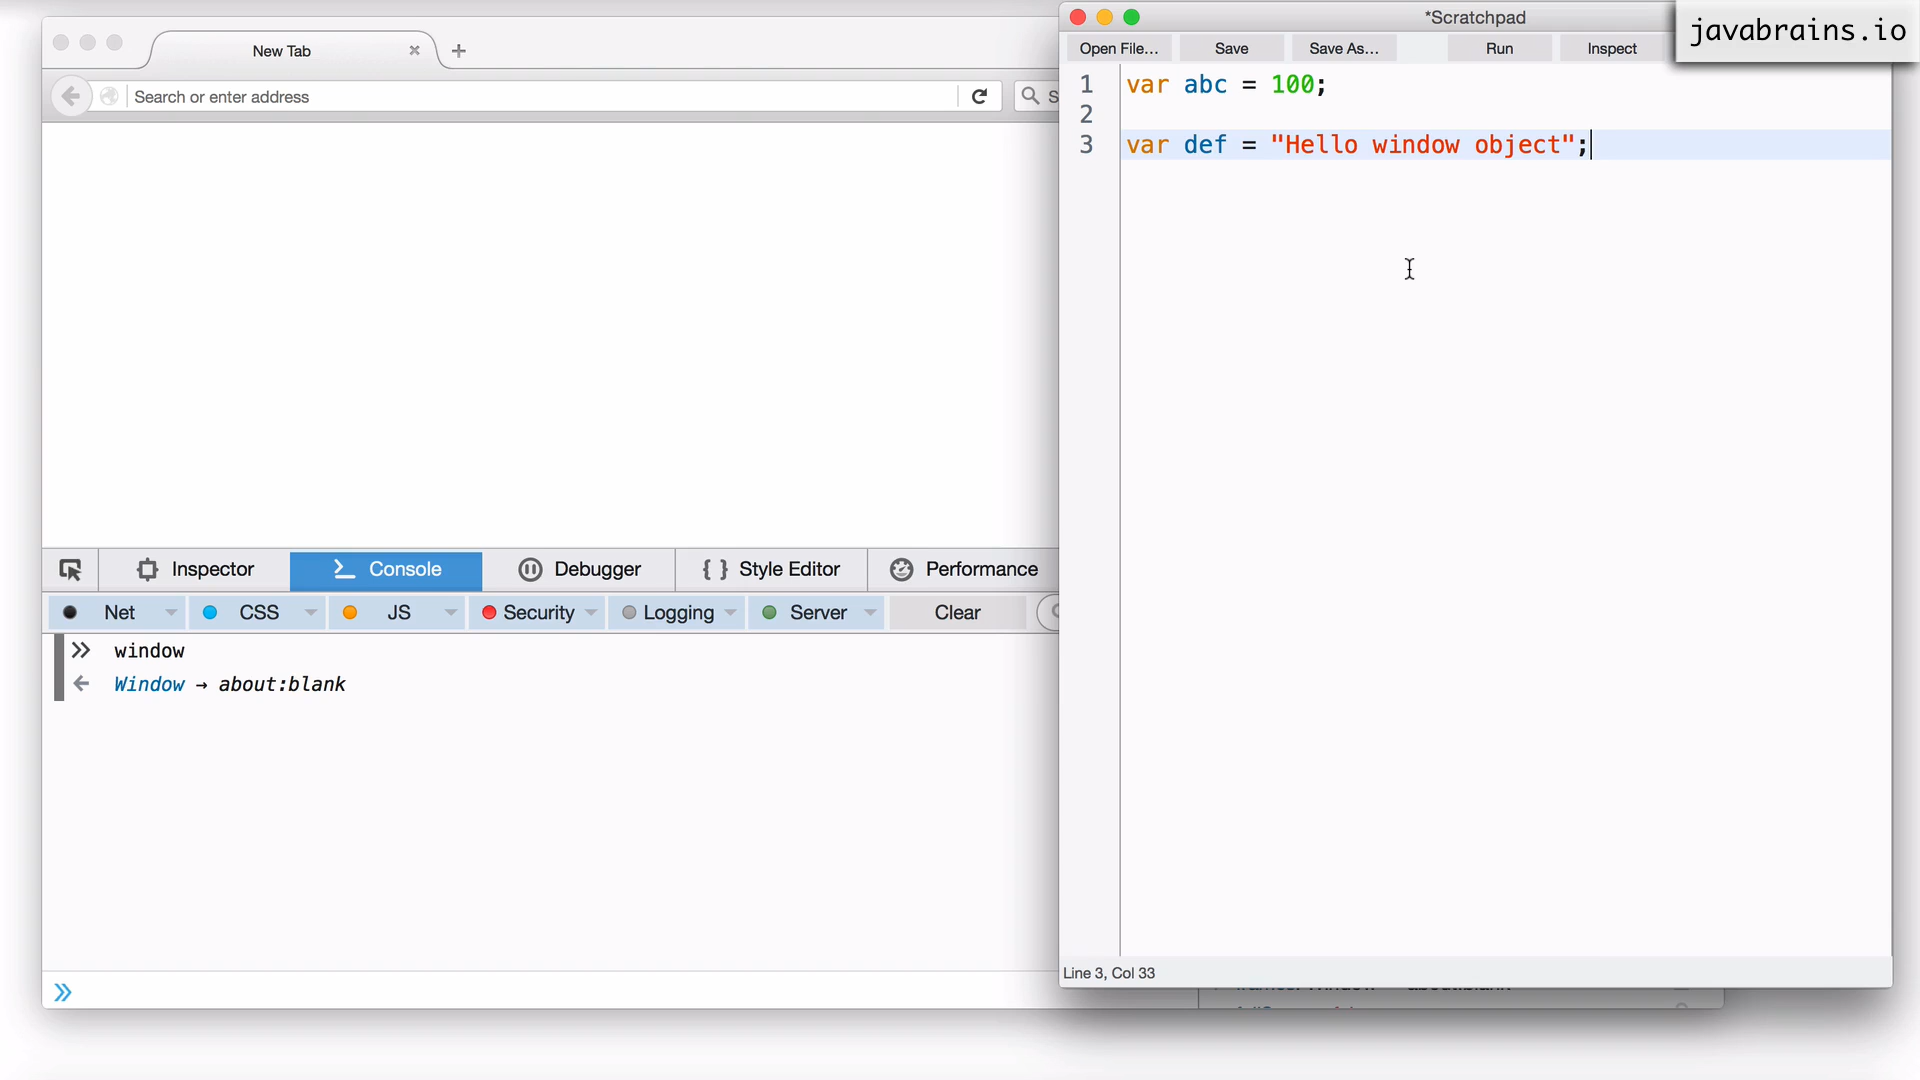 New Tab
Search or enter address
S
Inspector
Console
Debugger
Style Editor
Performance
Net
CSS
JS
Security
Logging
Server
Clear
window
Window → about:blank
*Scratchpad
javabrains.io
Open File...
Save
Save As...
Run
Inspect
1 var abc = 100;
2
3 var def = "Hello window object";
Line 3, Col 33